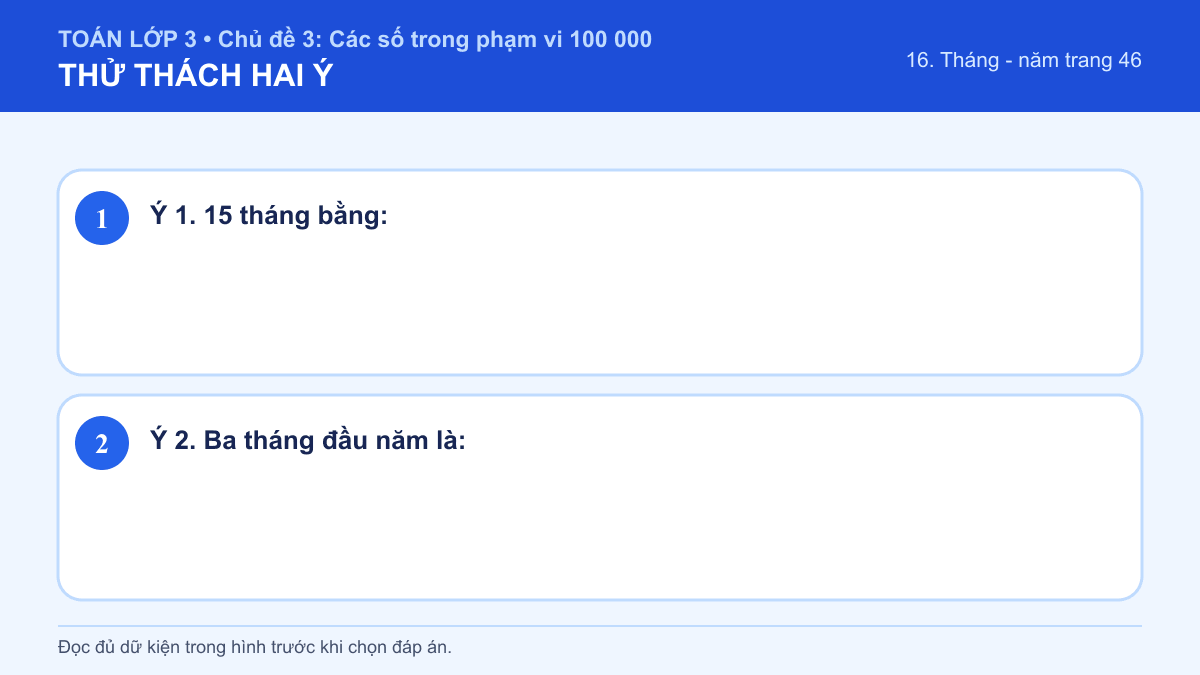 TOÁN LỚP 3 • Chủ đề 3: Các số trong phạm vi 100 000
THỬ THÁCH HAI Ý
16. Tháng - năm trang 46
1
Ý 1. 15 tháng bằng:
2
Ý 2. Ba tháng đầu năm là:
Đọc đủ dữ kiện trong hình trước khi chọn đáp án.